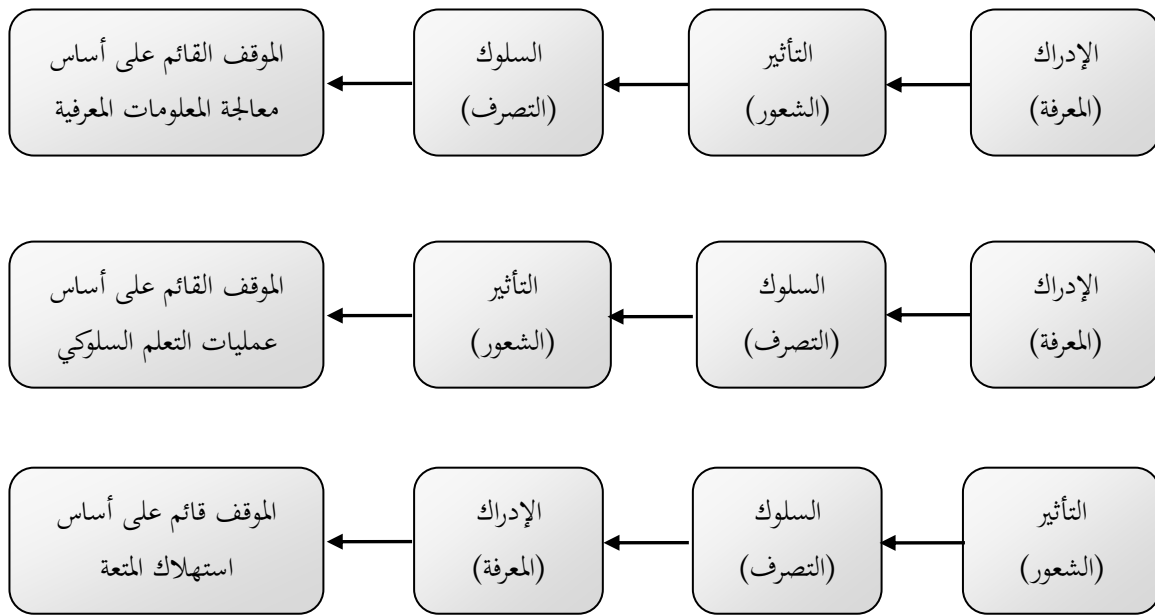 الإدراك
(المعرفة)
التأثير
(الشعور)
السلوك
(التصرف)
الموقف القائم على أساس
معالجة المعلومات المعرفية
الإدراك
(المعرفة)
السلوك
(التصرف)
التأثير
(الشعور)
الموقف القائم على أساس
عمليات التعلم السلوكي
التأثير
(الشعور)
السلوك
(التصرف)
الإدراك
(المعرفة)
الموقف قائم على أساس
استهلاك المتعة